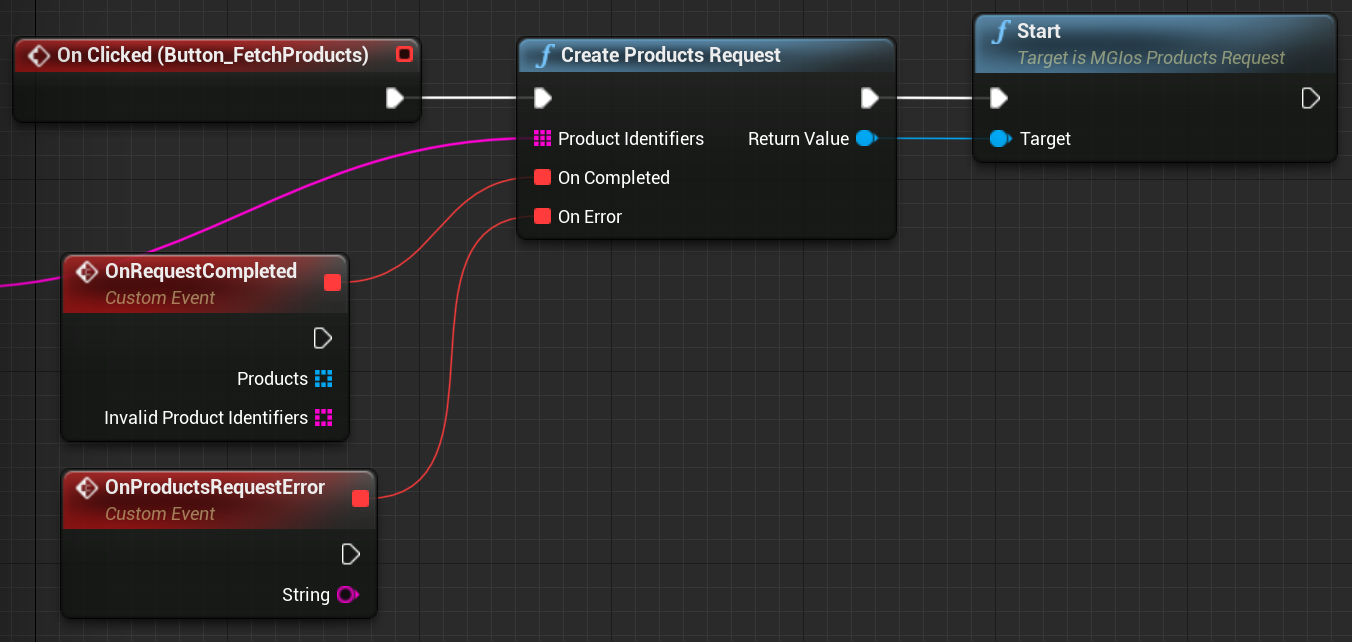 On Clicked (Button_FetchProducts)
Create Products Request
Product Identifiers
Return Value
On Completed
On Error
Start
Target is MGIos Products Request
Target
OnRequestCompleted
Custom Event
Products
Invalid Product Identifiers
OnProductsRequestError
Custom Event
String